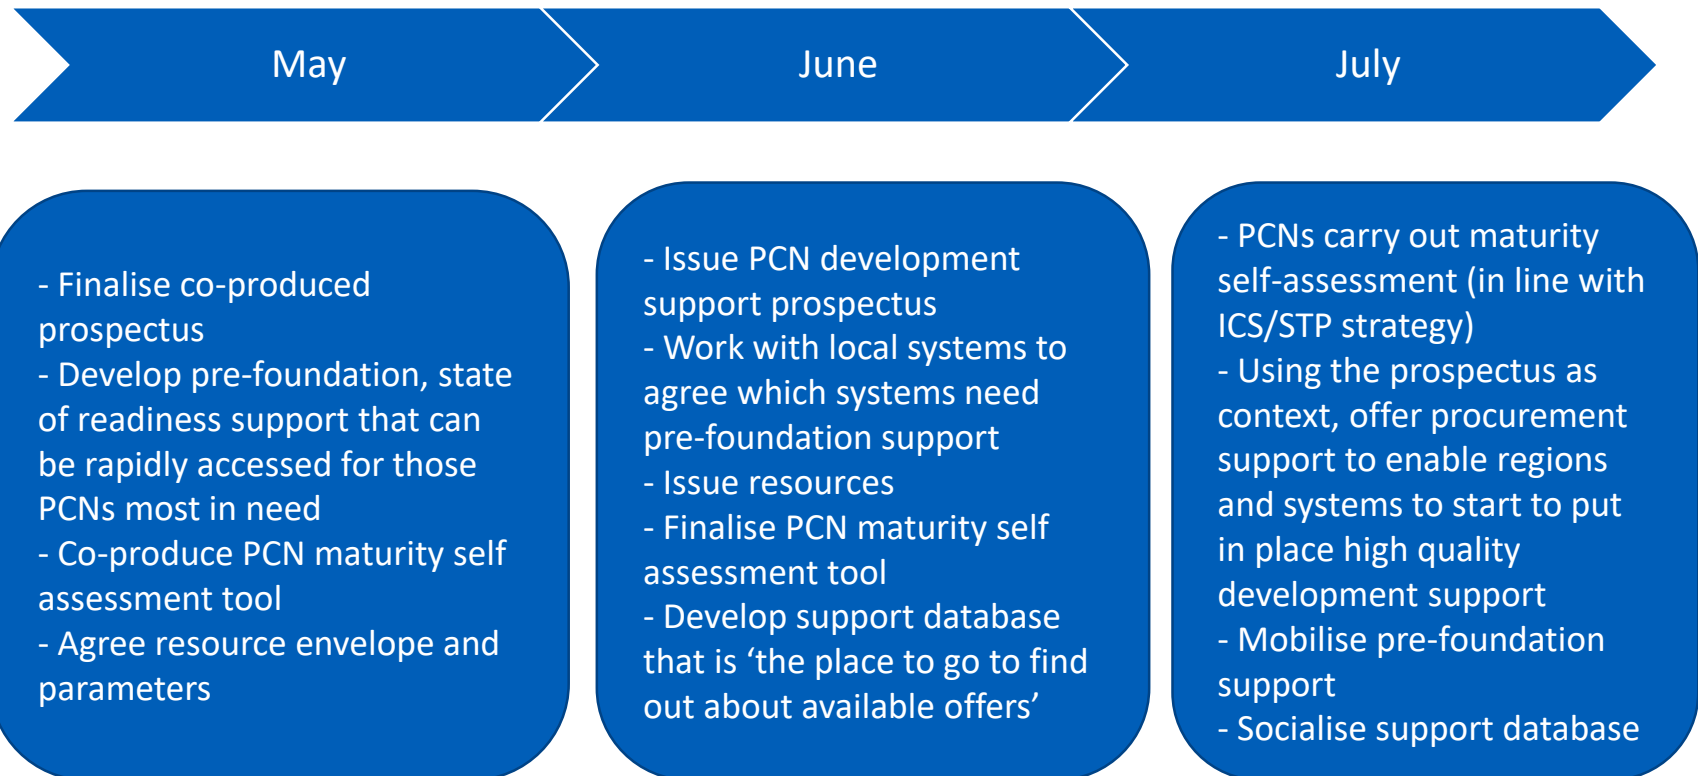 May
June
July
- Finalise co-produced
prospectus
- Develop pre-foundation, state
of readiness support that can
be rapidly accessed for those
PCNs most in need
- Co-produce PCN maturity self
assessment tool
- Agree resource envelope and
parameters
- Issue PCN development
support prospectus
- Work with local systems to
agree which systems need
pre-foundation support
- Issue resources
- Finalise PCN maturity self
assessment tool
- Develop support database
that is ‘the place to go to find
out about available offers’
- PCNs carry out maturity
self-assessment (in line with
ICS/STP strategy)
- Using the prospectus as
context, offer procurement
support to enable regions
and systems to start to put
in place high quality
development support
- Mobilise pre-foundation
support
- Socialise support database